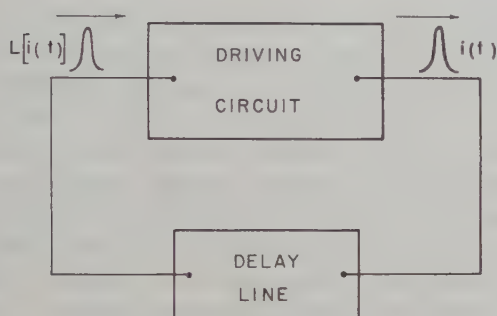 L[i(t)]
i(t)
DRIVING
CIRCUIT
DELAY
LINE